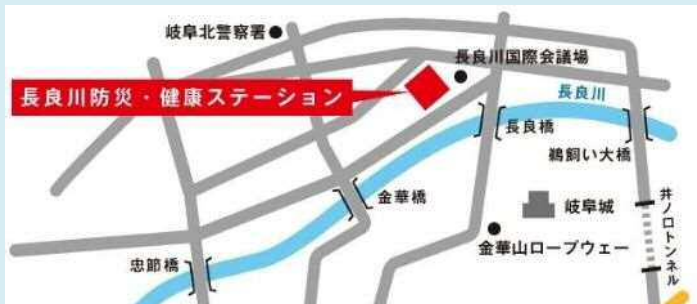 岐阜北警察署
長良川国際会議場
長良川防災・健康ステーション
長良川
長良橋
鵜飼い大橋
金華橋
岐阜城
井ノ口トンネル
金華山ロープウェー
忠節橋